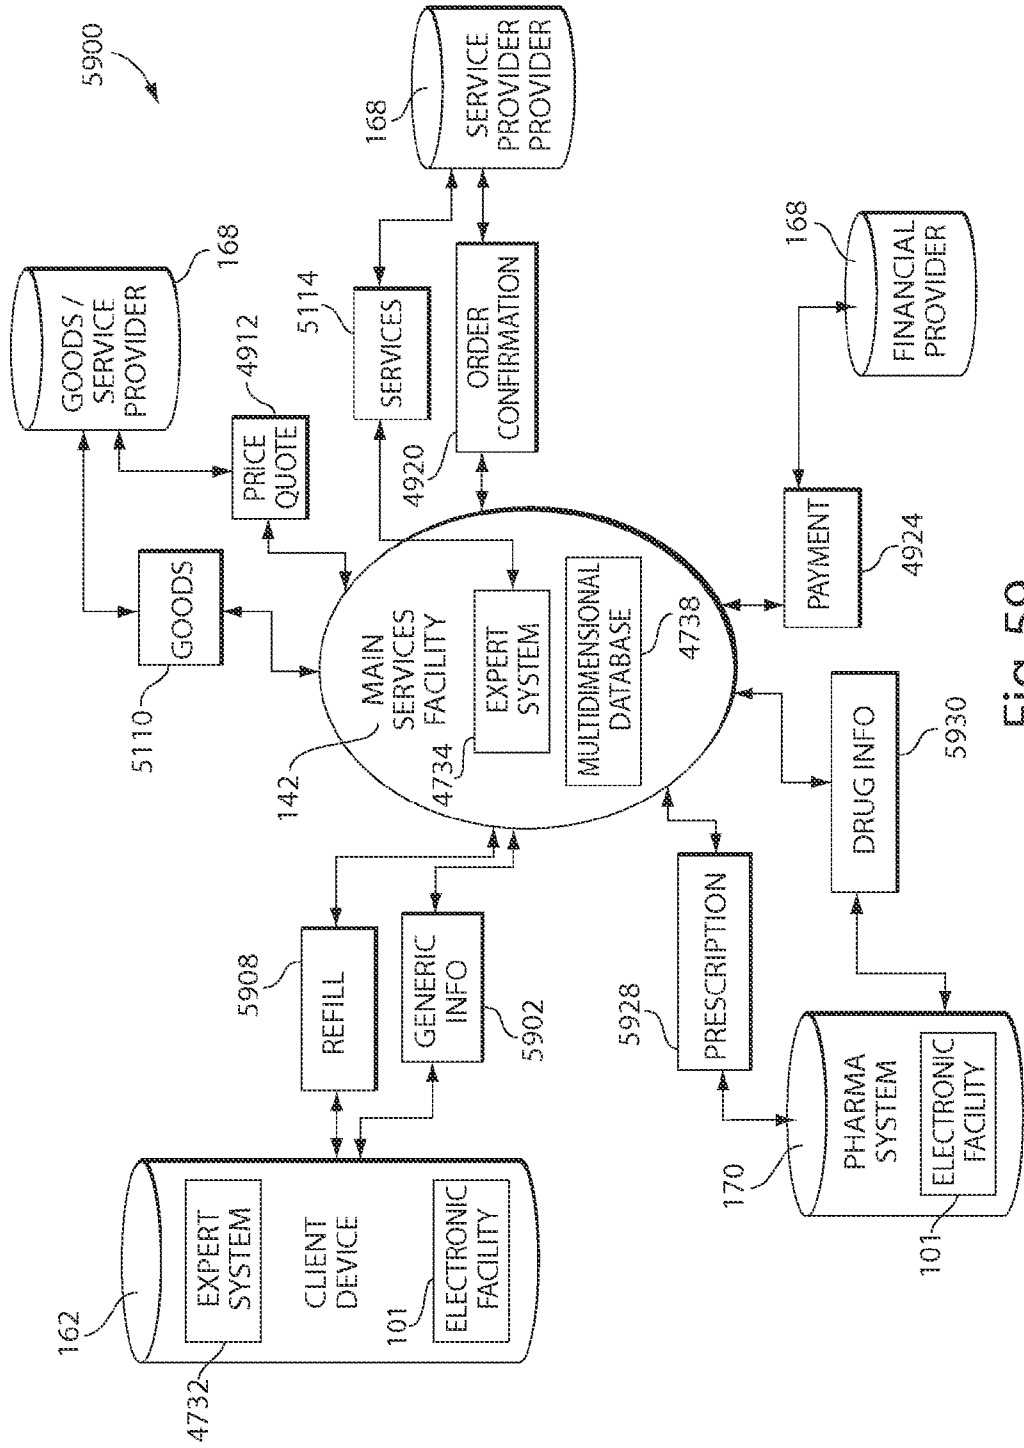 5900
162
EXPERT
SYSTEM
4732
CLIENT
DEVICE
101
ELECTRONIC
FACILITY
5908
REFILL
GENERIC
INFO
5902
5110
GOODS
GOODS /
SERVICE
PROVIDER
168
4912
PRICE
QUOTE
142
MAIN
SERVICES
FACILITY
4734
EXPERT
SYSTEM
MULTIDIMENSIONAL
DATABASE
4738
5114
SERVICES
4920
ORDER
CONFIRMATION
168
SERVICE
PROVIDER
PROVIDER
5928
PRESCRIPTION
170
PHARMA
SYSTEM
101
ELECTRONIC
FACILITY
DRUG INFO
5930
PAYMENT
4924
168
FINANCIAL
PROVIDER
Fig. 59